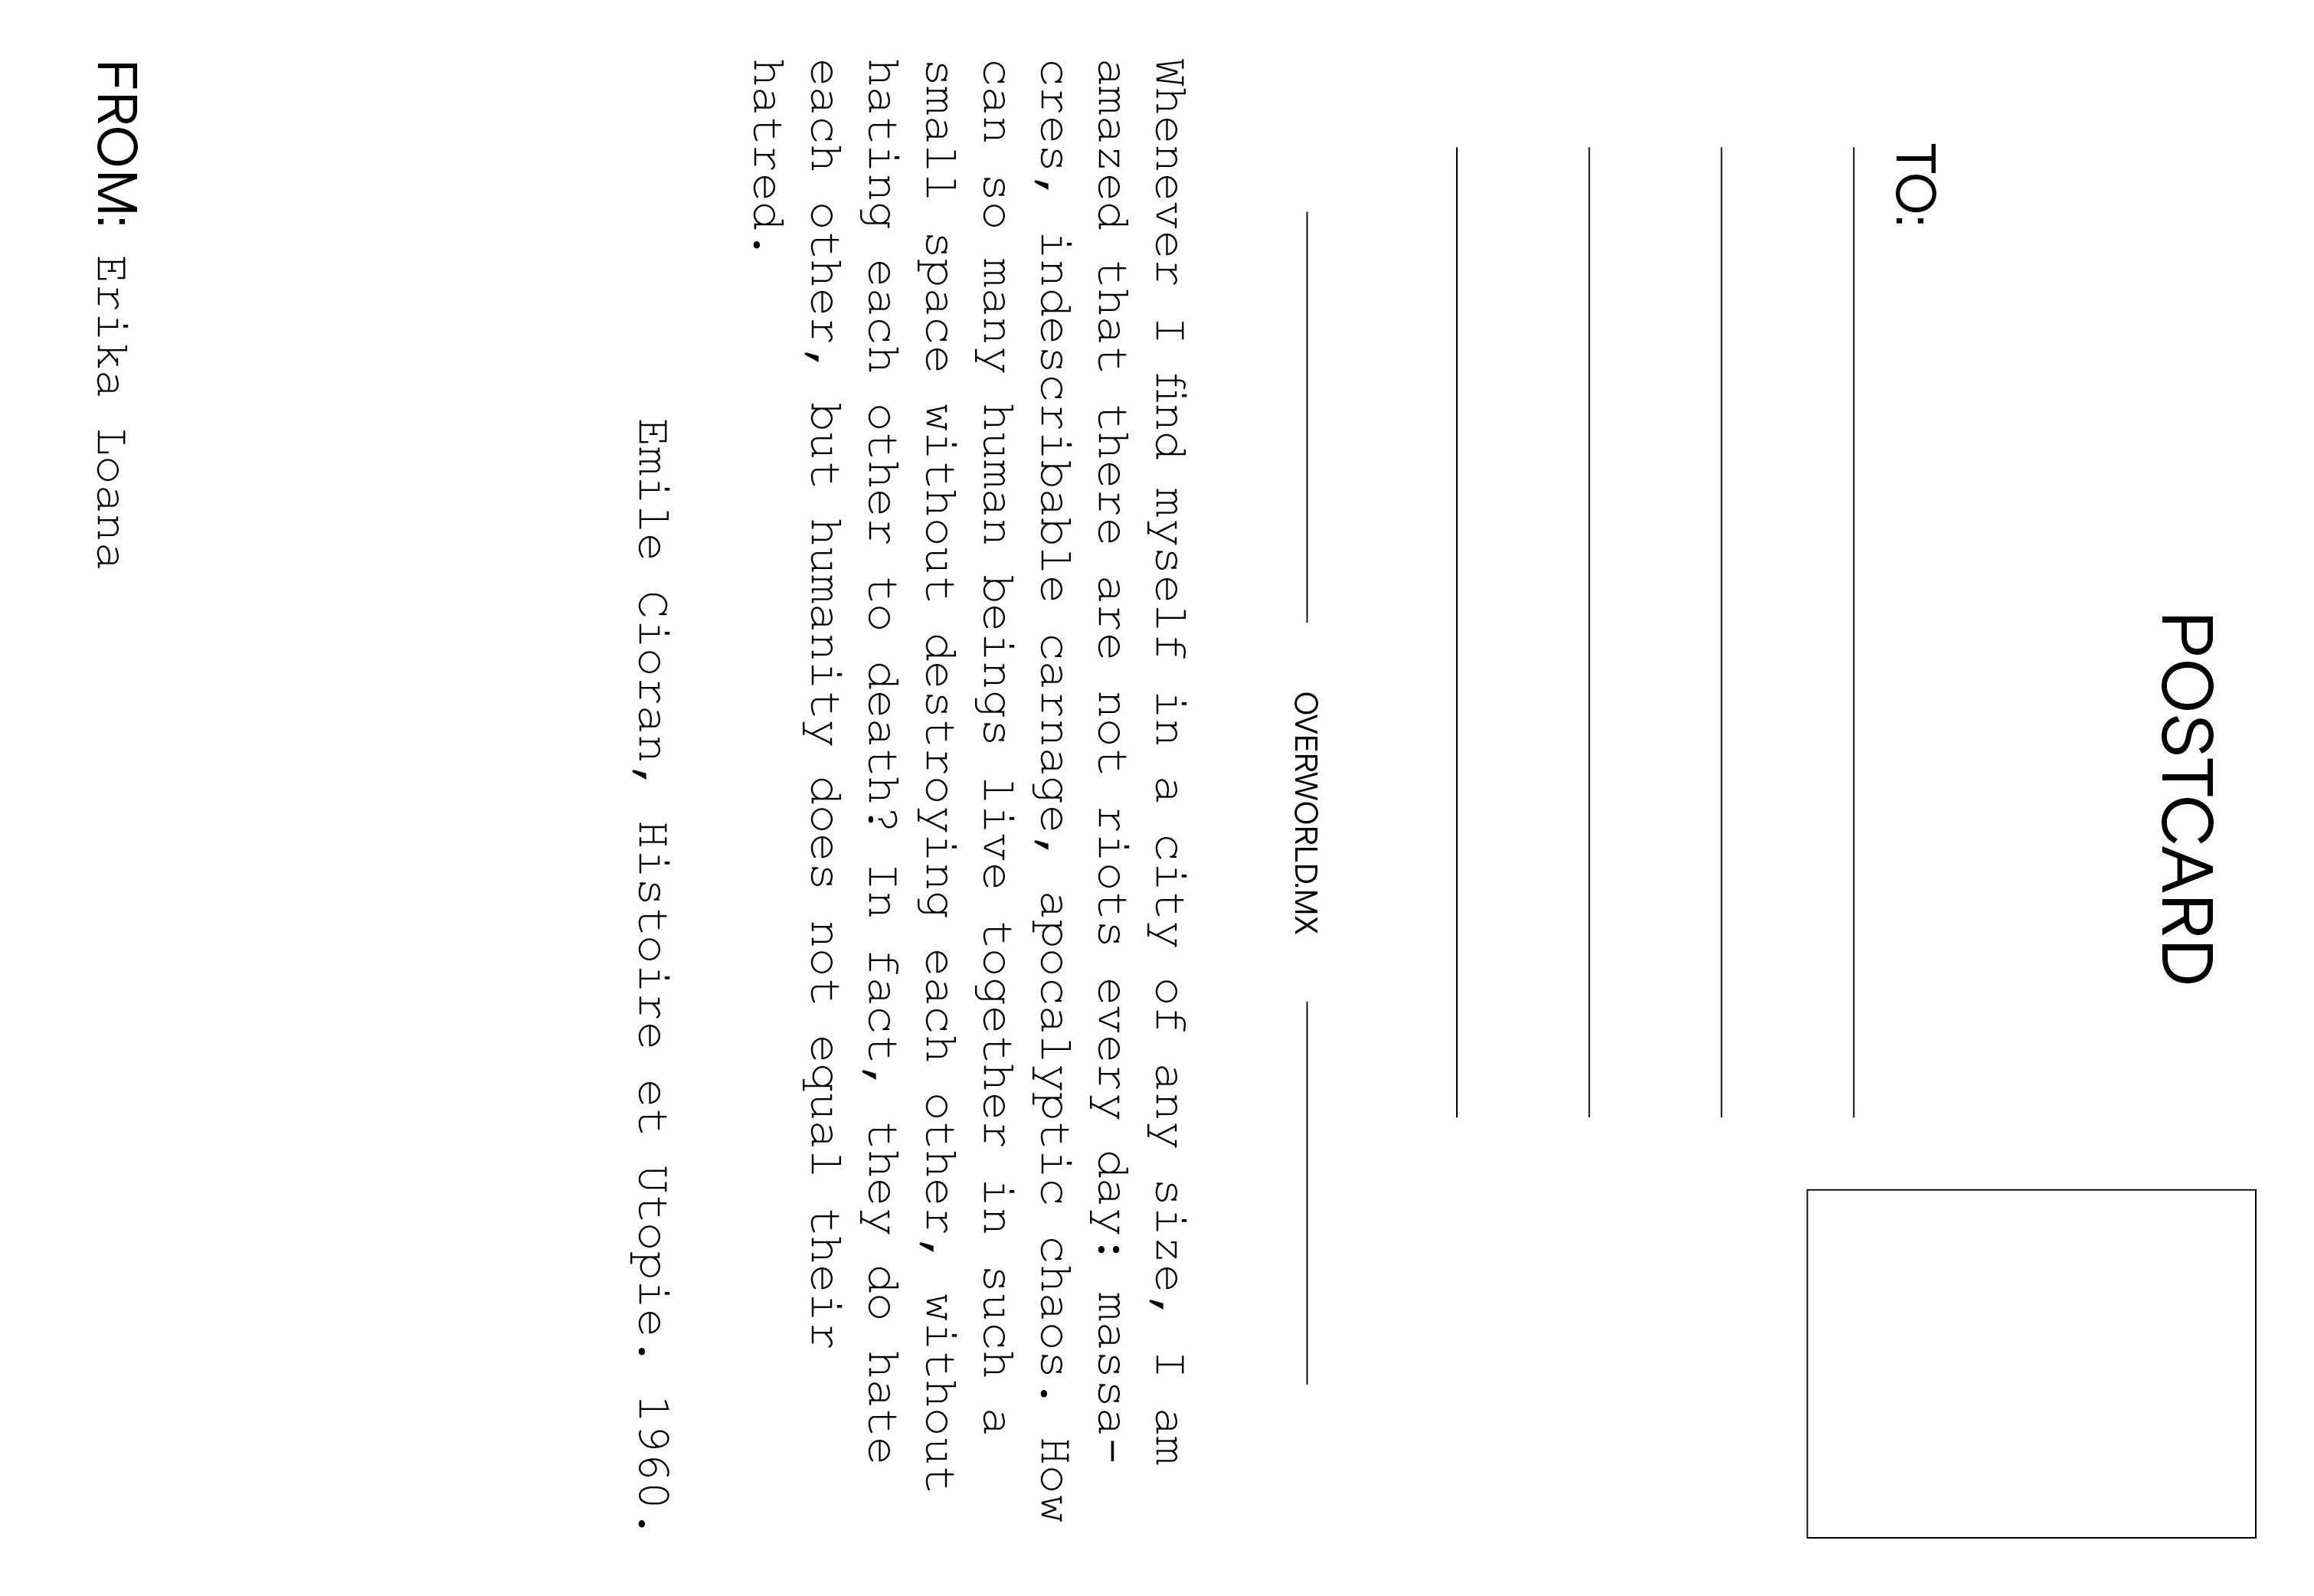 POSTCARD
TO:
OVERWORLD.MX
Whenever I find myself in a city of any size, I am
amazed that there are not riots every day: massa-
cres, indescribable carnage, apocalyptic chaos. How
can so many human beings live together in such a
small space without destroying each other, without
hating each other to death? In fact, they do hate
each other, but humanity does not equal their
hatred.
Emile Cioran, Histoire et Utopie. 1960.
FROM: Erika Loana